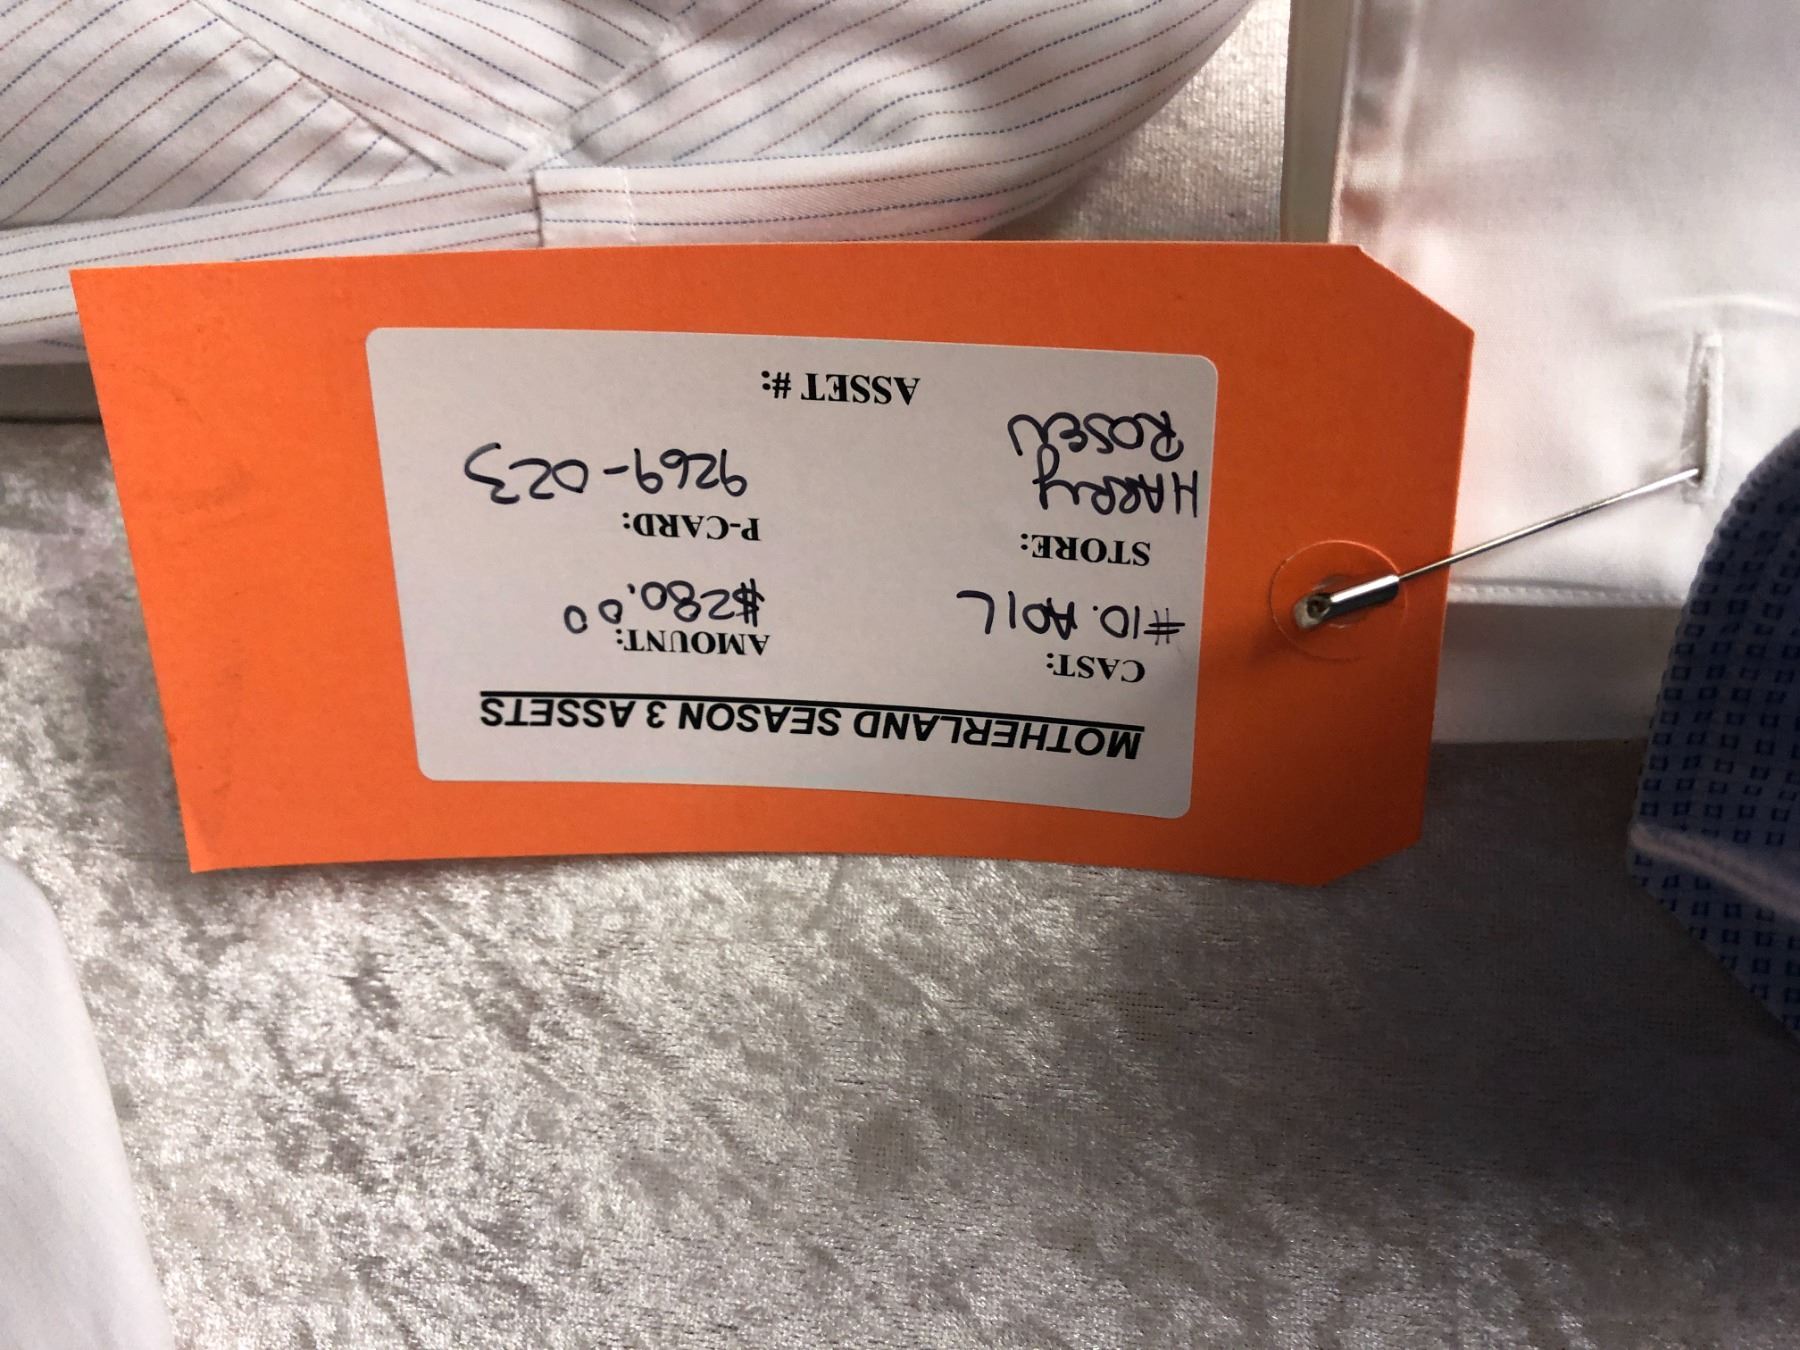 MOTHERLAND SEASON 3 ASSETS
CAST:
#10. ADIL
AMOUNT:
$280.00
STORE:
HARRY
ROSEN
P-CARD:
9269-023
ASSET #: